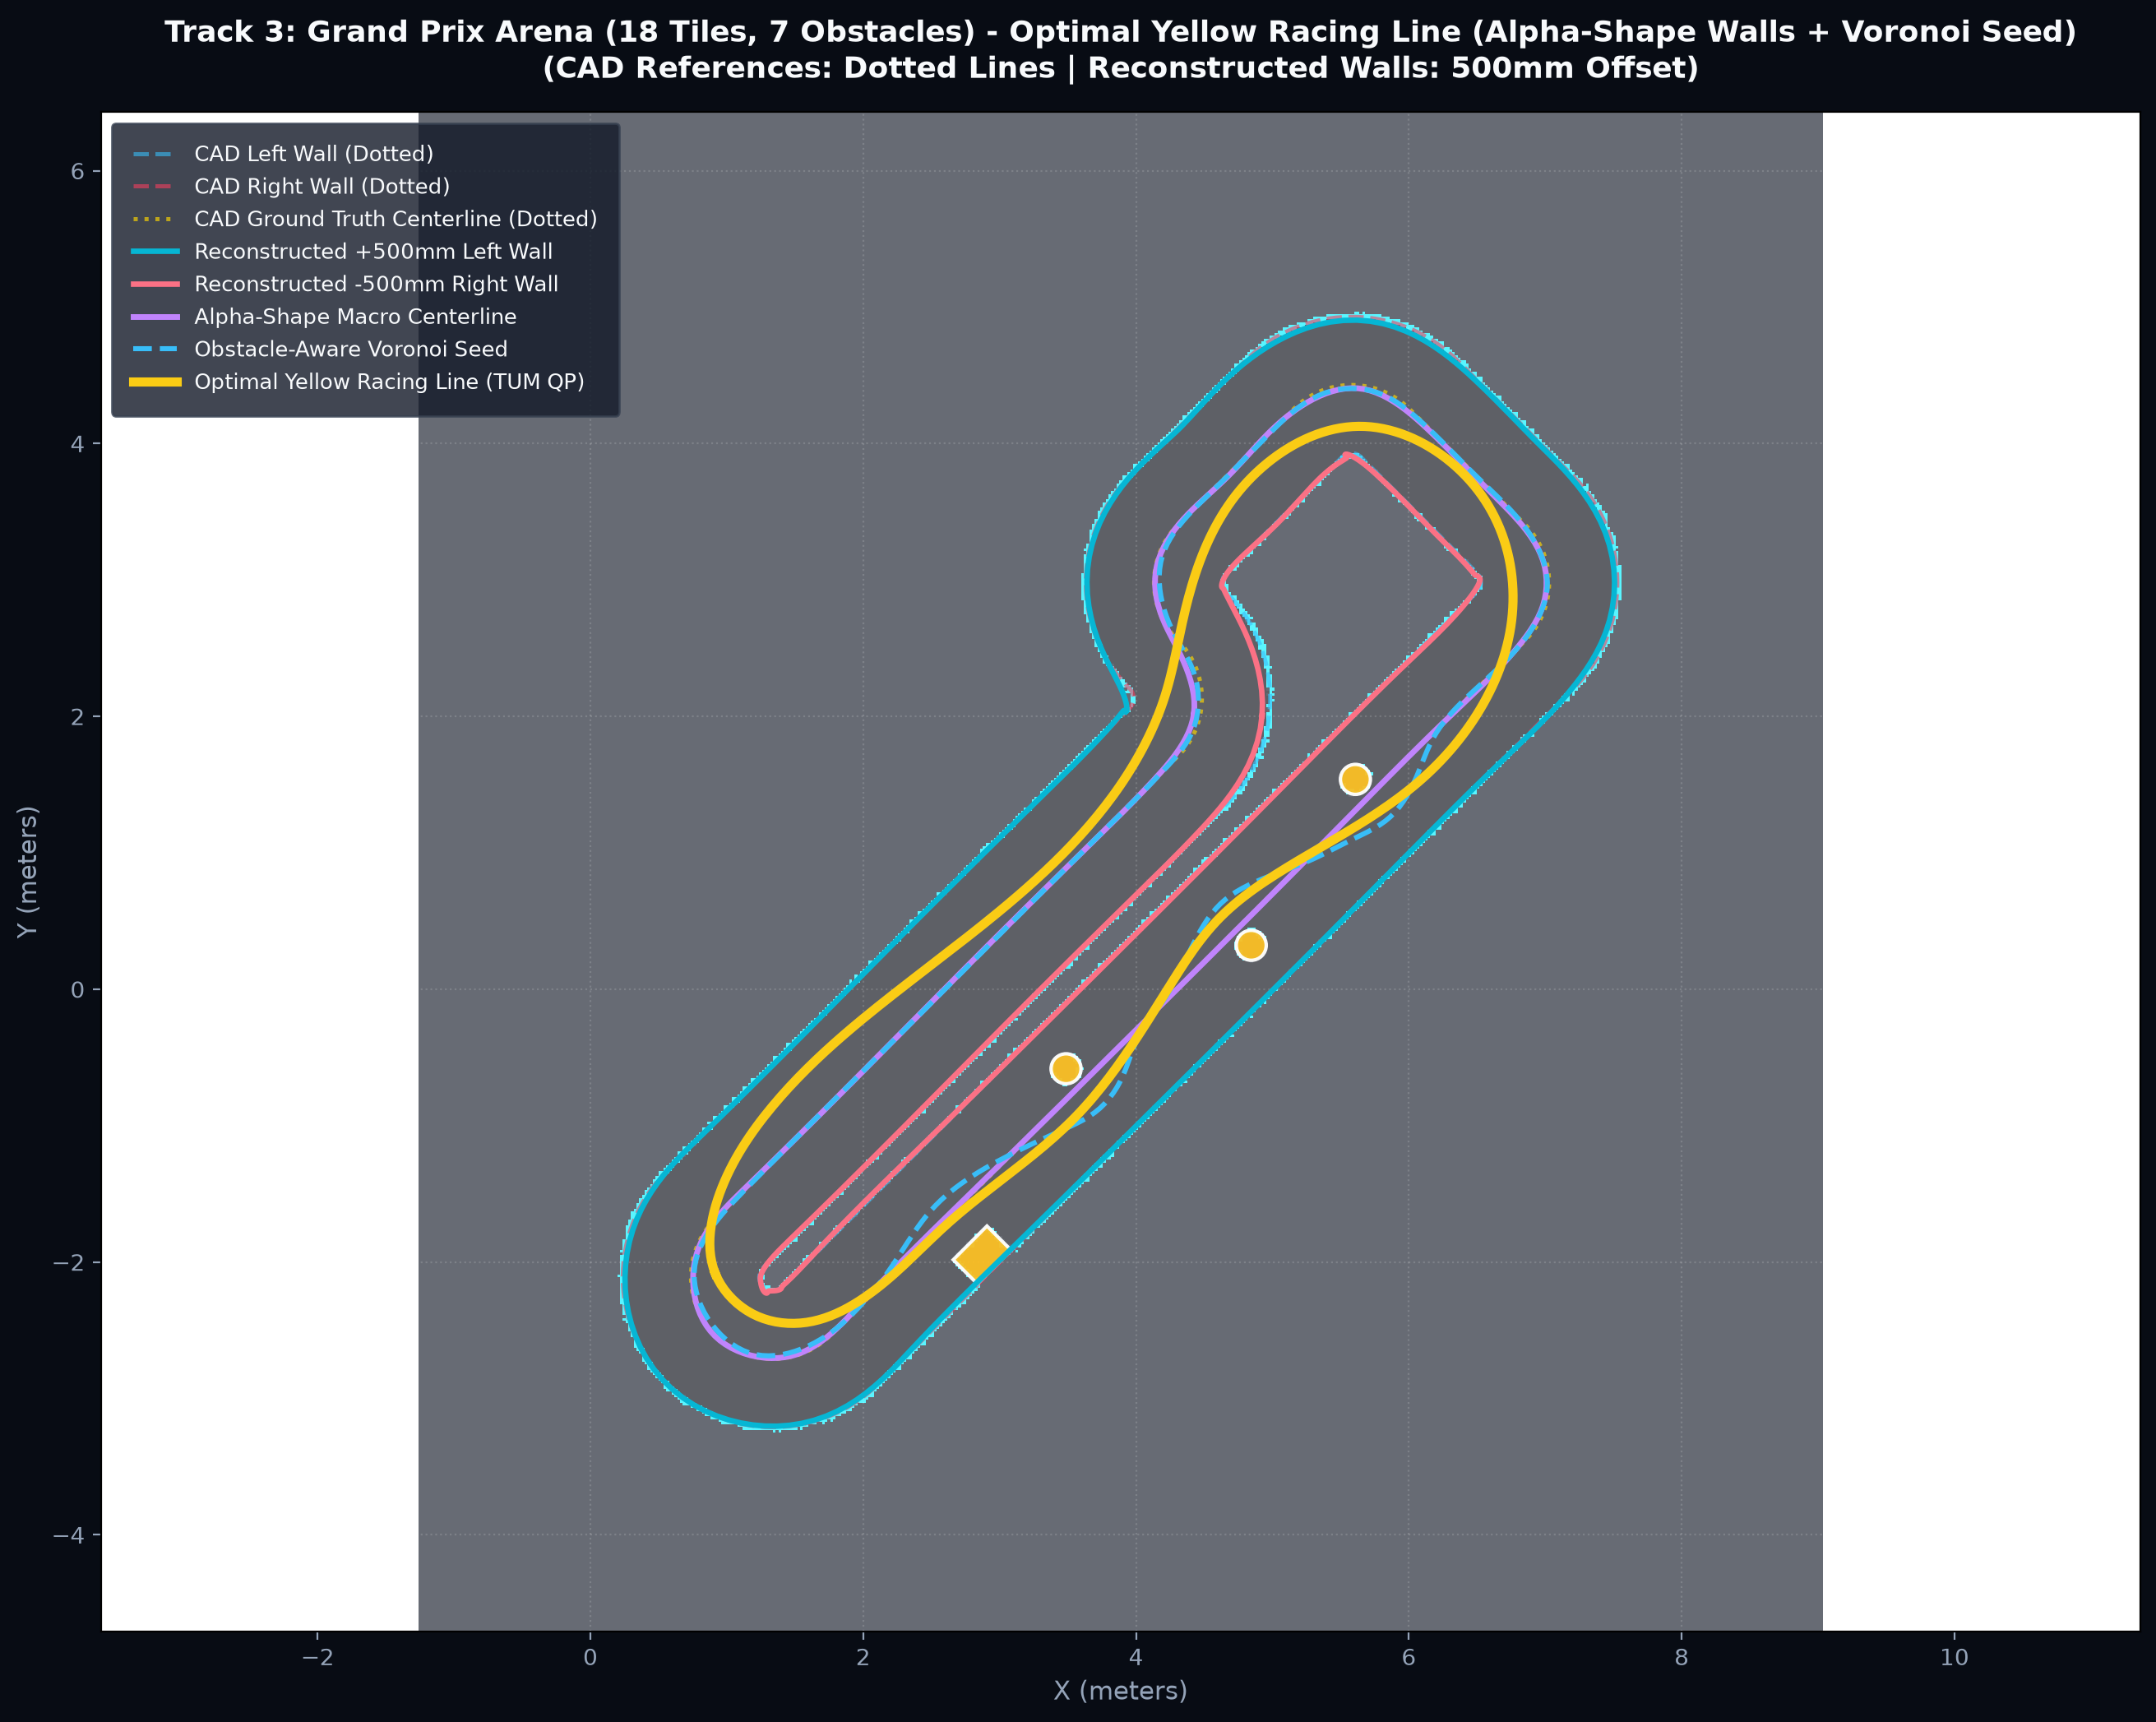 Track 3: Grand Prix Arena (18 Tiles, 7 Obstacles) - Optimal Yellow Racing Line (Alpha-Shape Walls + Voronoi Seed)
(CAD References: Dotted Lines | Reconstructed Walls: 500mm Offset)
CAD Left Wall (Dotted)
CAD Right Wall (Dotted)
CAD Ground Truth Centerline (Dotted)
Reconstructed +500mm Left Wall
Reconstructed -500mm Right Wall
Alpha-Shape Macro Centerline
Obstacle-Aware Voronoi Seed
Optimal Yellow Racing Line (TUM QP)
Y (meters)
6
4
2
0
−2
−4
−2
0
2
4
6
8
10
X (meters)